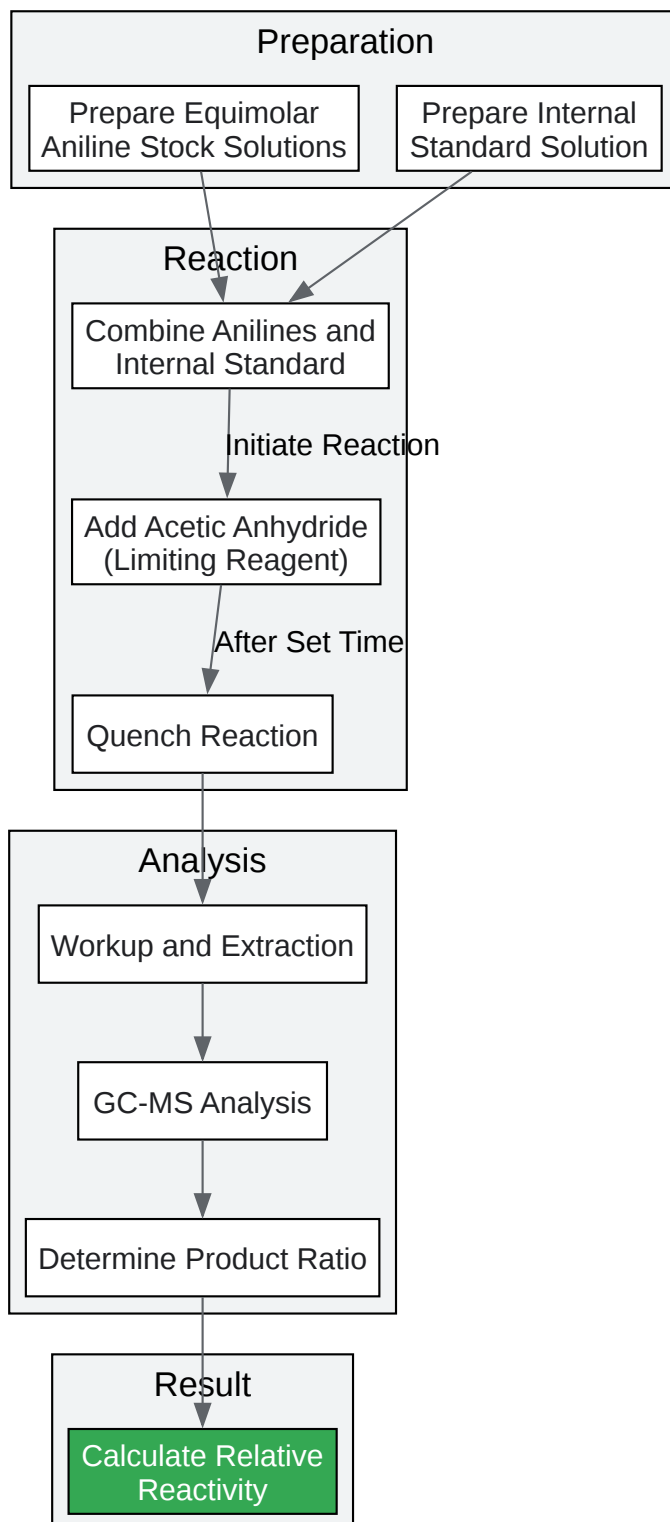 Preparation
Prepare Equimolar
Aniline Stock Solutions
Prepare Internal
Standard Solution
Reaction
Combine Anilines and
Internal Standard
Initiate Reaction
Add Acetic Anhydride
(Limiting Reagent)
After Set Time
Quench Reaction
Analysis
Workup and Extraction
GC-MS Analysis
Determine Product Ratio
Result
Calculate Relative
Reactivity